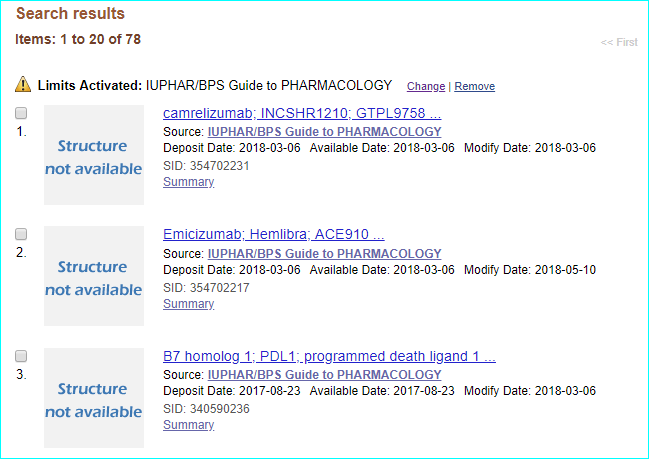 Search results
Items: 1 to 20 of 78
<< First
Limits Activated: IUPHAR/BPS Guide to PHARMACOLOGY Change | Remove
1.
Structure
not available
camrelizumab; INCSHR1210; GTPL9758 ...
Source: IUPHAR/BPS Guide to PHARMACOLOGY
Deposit Date: 2018-03-06 Available Date: 2018-03-06 Modify Date: 2018-03-06
SID: 354702231
Summary
2.
Structure
not available
Emicizumab; Hemlibra; ACE910 ...
Source: IUPHAR/BPS Guide to PHARMACOLOGY
Deposit Date: 2018-03-06 Available Date: 2018-03-06 Modify Date: 2018-05-10
SID: 354702217
Summary
3.
Structure
not available
B7 homolog 1; PDL1; programmed death ligand 1 ...
Source: IUPHAR/BPS Guide to PHARMACOLOGY
Deposit Date: 2017-08-23 Available Date: 2017-08-23 Modify Date: 2018-03-06
SID: 340590236
Summary